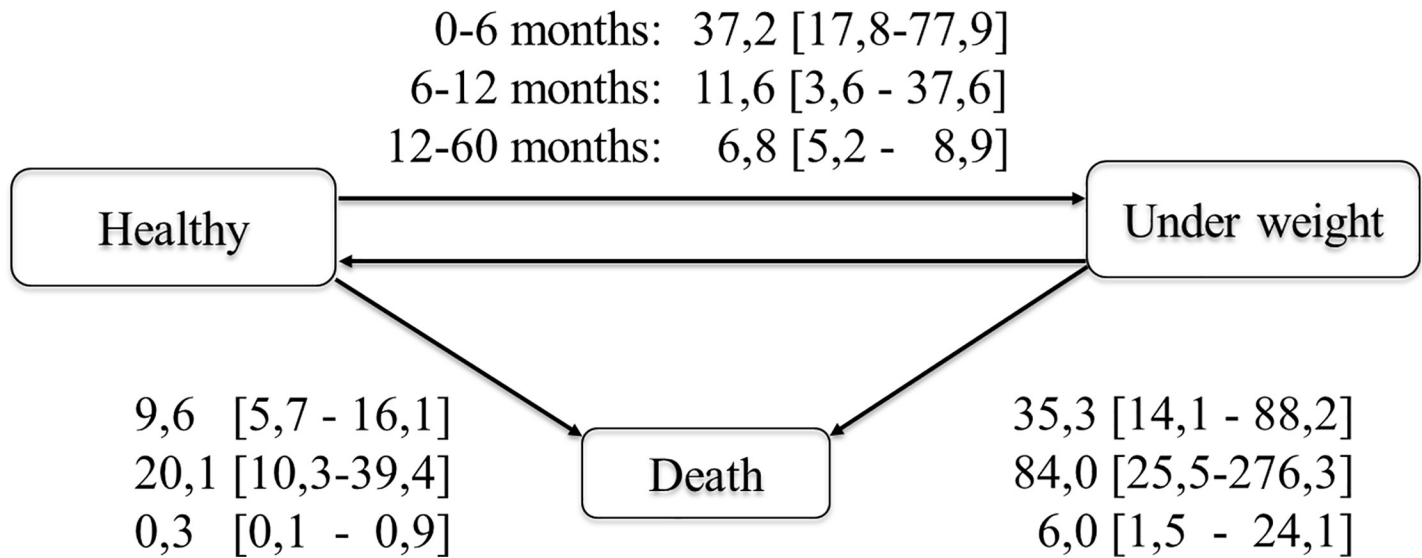 0-6 months: 37,2 [17,8-77,9]
6-12 months: 11,6 [3,6 - 37,6]
12-60 months: 6,8 [5,2 - 8,9]
Healthy
Under weight
9,6 [5,7 - 16,1]
20,1 [10,3-39,4]
0,3 [0,1 - 0,9]
Death
35,3 [14,1 - 88,2]
84,0 [25,5-276,3]
6,0 [1,5 - 24,1]